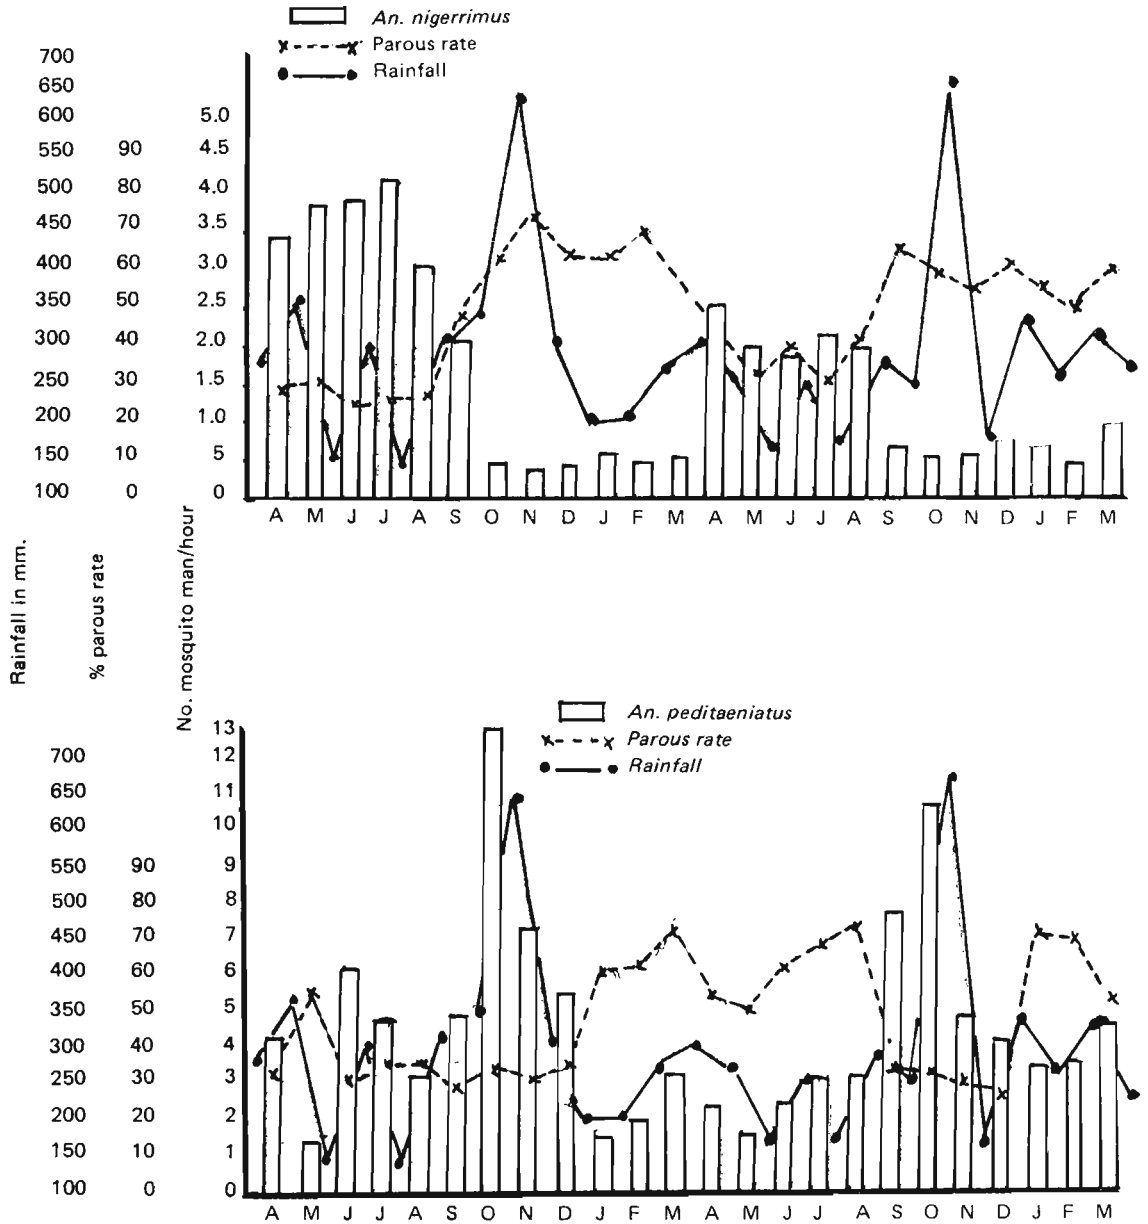 An. nigerrimus
Parous rate
Rainfall
700
650
600 5.0
550 90 4.5
500 80 4.0
450 70 3.5
400 60 3.0
350 50 2.5
300 40 2.0
250 30 1.5
200 20 1.0
150 10 5
100 0 0
A M J J A S O N D J F M A M J J A S O N D J F M
Rainfall in mm.
% parous rate
No. mosquito man/hour
An. peditaeniatus
Parous rate
Rainfall
13
700 12
650 11
600 10
550 90 9
500 80 8
450 70 7
400 60 6
350 50 5
300 40 4
250 30 3
200 20 2
150 10 1
100 0 0
A M J J A S O N D J F M A M J J A S O N D J F M